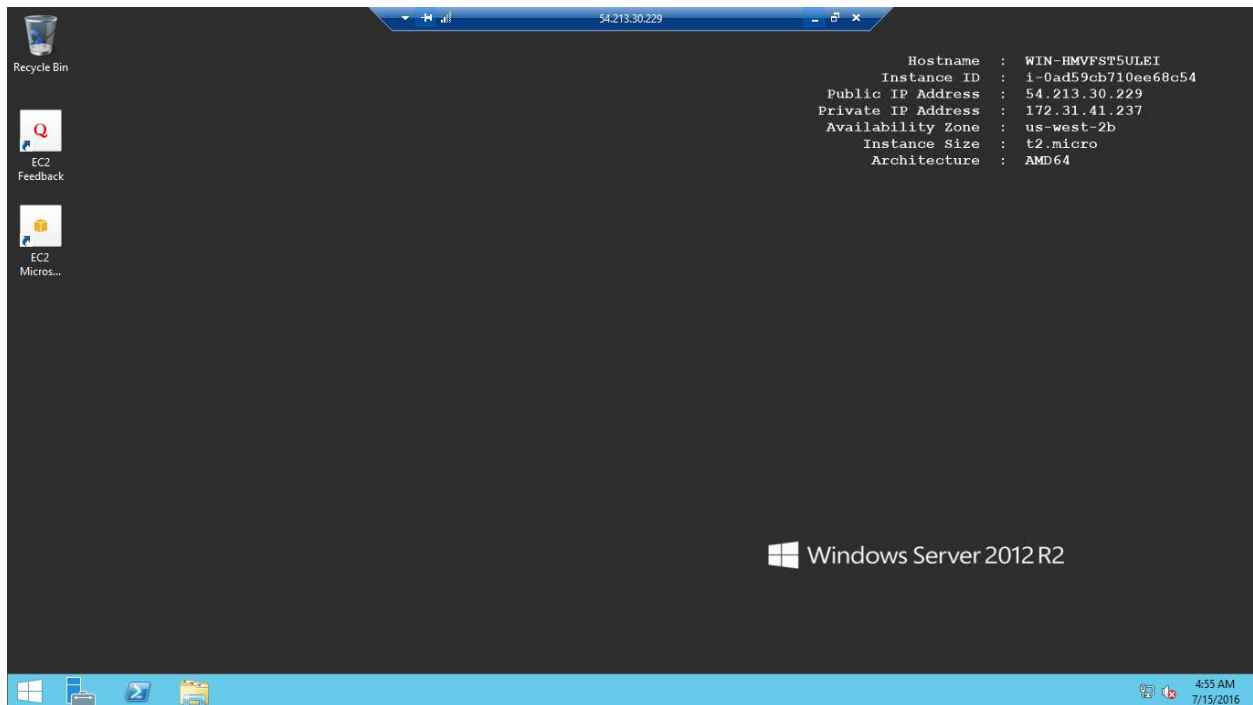 54.213.30.229
Recycle Bin
Hostname : WIN-HMVFST5ULEI
Instance ID : i-0ad59cb710ee68c54
Public IP Address : 54.213.30.229
Private IP Address : 172.31.41.237
Availability Zone : us-west-2b
Instance Size : t2.micro
Architecture : AMD64
Q
EC2
Feedback
EC2
Micros...
Windows Server 2012 R2
4:55 AM
7/15/2016